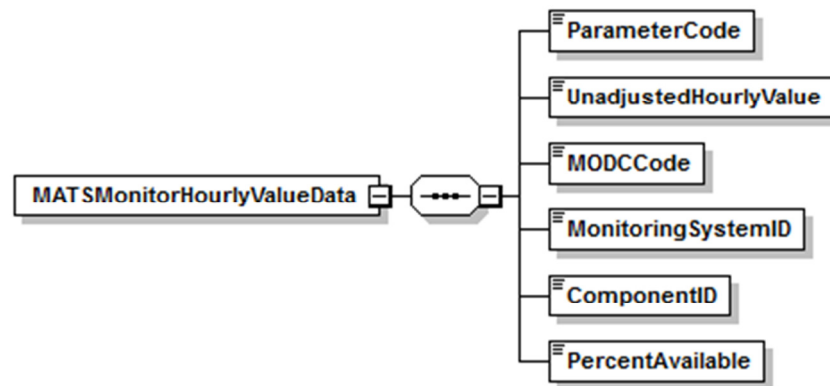 ParameterCode
UnadjustedHourlyValue
MODCCode
MATSMonitorHourlyValueData
MonitoringSystemID
ComponentID
PercentAvailable